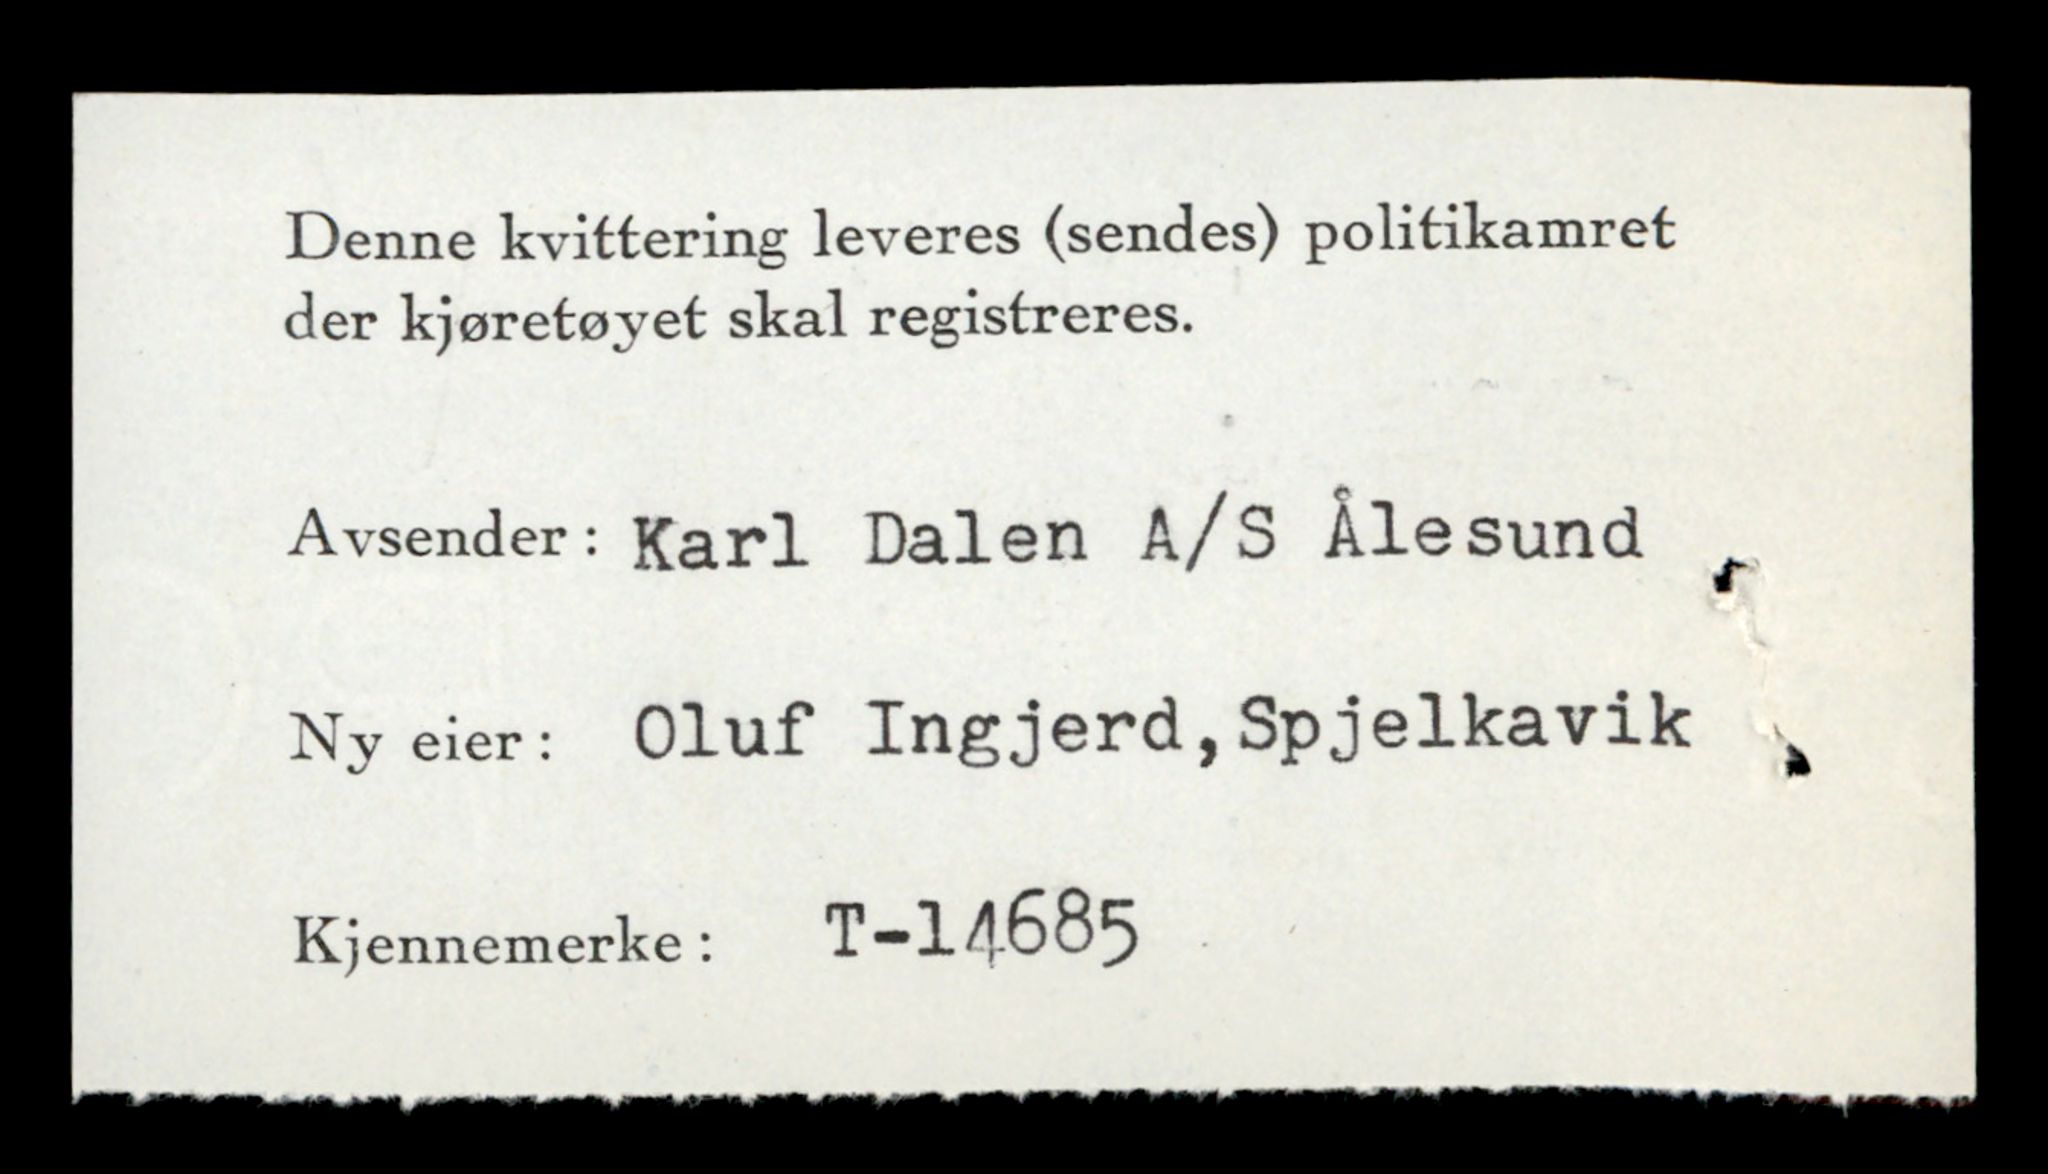 Denne kvittering leveres (sendes) politikamret
der kjøretøyet skal registreres.
Avsender: Karl Dalen A/S Ålesund
Ny eier: Oluf Ingjerd, Spjelkavik
Kjennemerke: T-14685